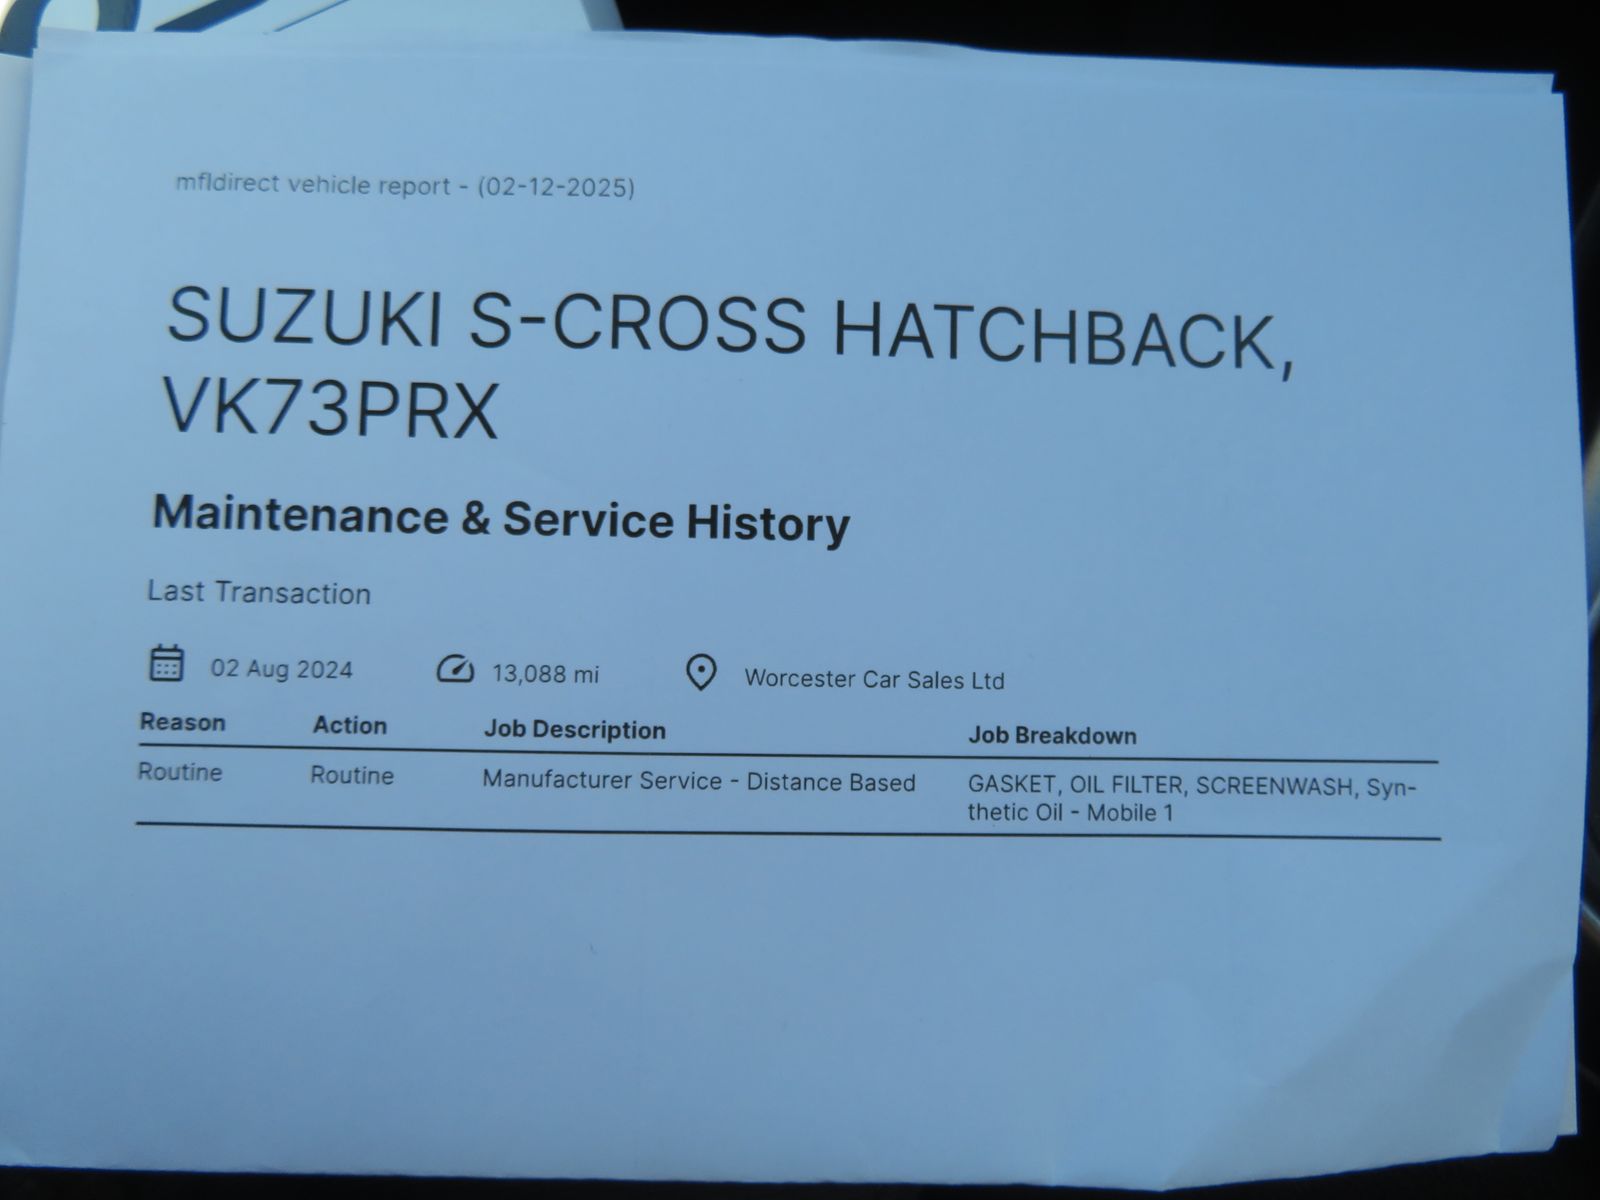 mfldirect vehicle report - (02-12-2025)
SUZUKI S-CROSS HATCHBACK,
VK73PRX
Maintenance & Service History
Last Transaction
02 Aug 2024 13,088 mi Worcester Car Sales Ltd
Reason Action Job Description Job Breakdown
Routine Routine Manufacturer Service - Distance Based GASKET, OIL FILTER, SCREENWASH, Syn-
thetic Oil - Mobile 1